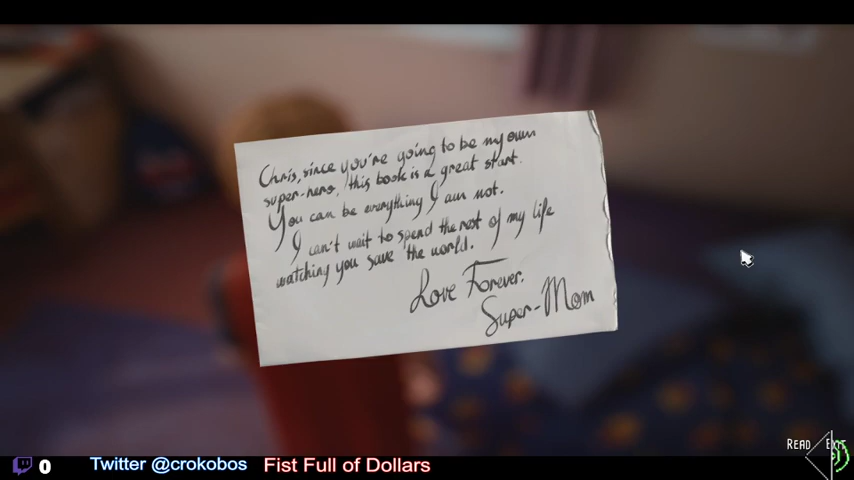 Chris, since you're going to be my own
super-hero, this book is a great start.
You can be everything I am not.
I can't wait to spend the rest of my life
watching you save the world.
Love Forever.
Super-Mom
READ EXIT
0 Twitter @crokobos Fist Full of Dollars